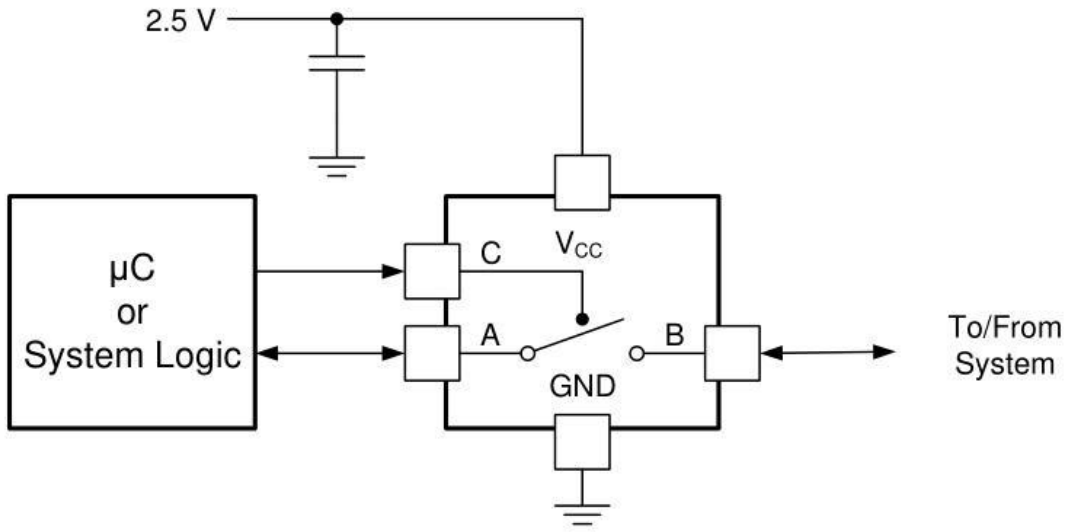 2.5 V
V_CC
C
A
B
GND
µC
or
System Logic
To/From
System